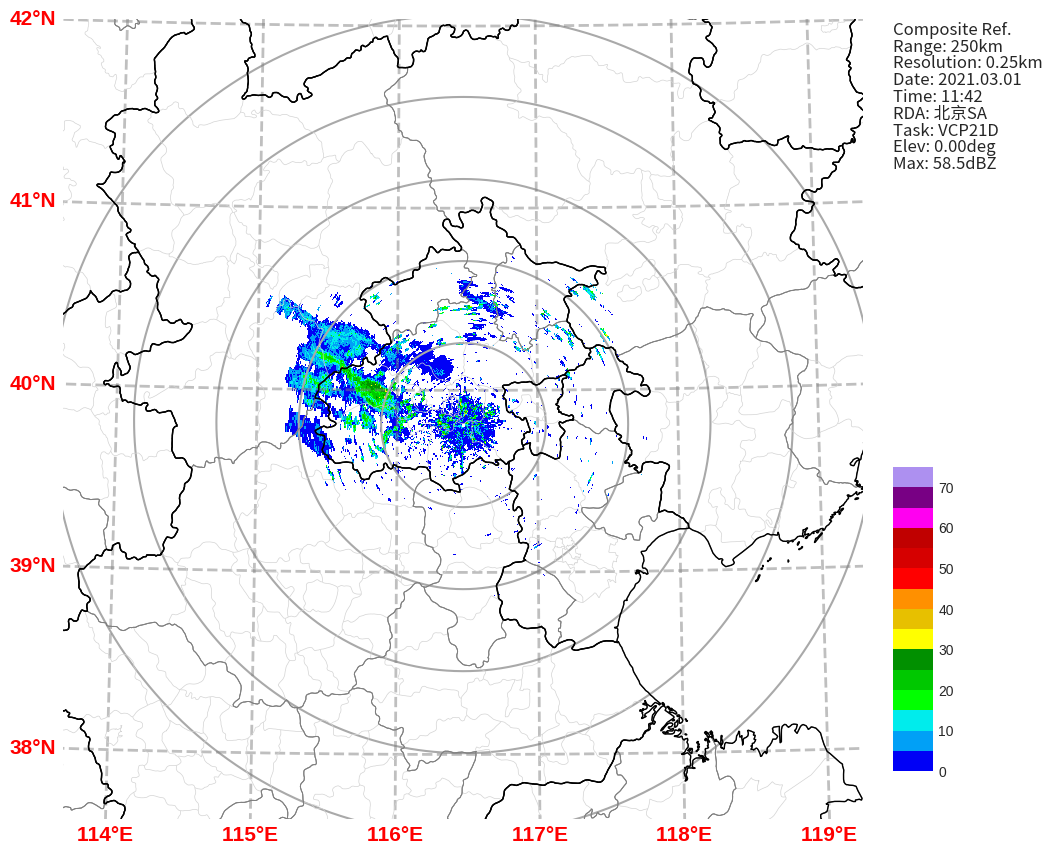 42°N
41°N
40°N
39°N
38°N
114°E 115°E 116°E 117°E 118°E 119°E
Composite Ref.
Range: 250km
Resolution: 0.25km
Date: 2021.03.01
Time: 11:42
RDA: 北京SA
Task: VCP21D
Elev: 0.00deg
Max: 58.5dBZ
70
60
50
40
30
20
10
0